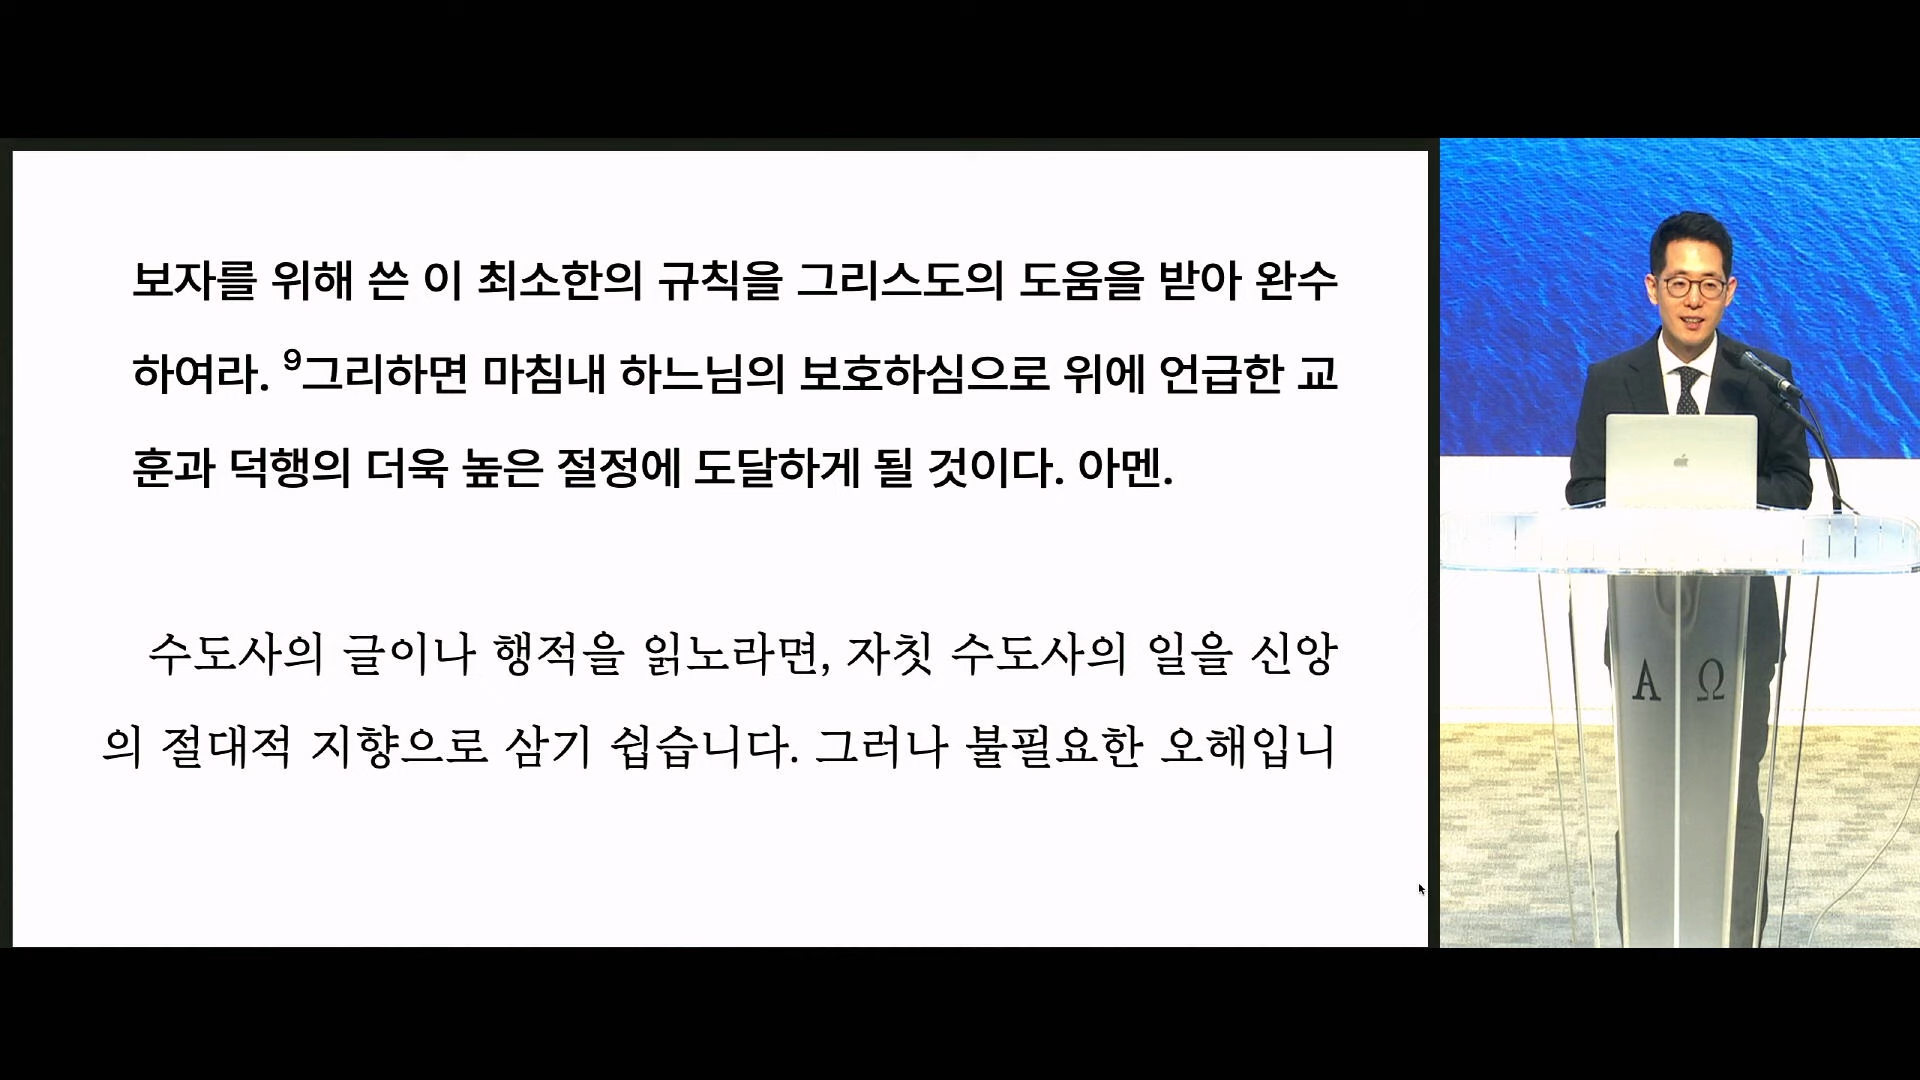 보자를 위해 쓴 이 최소한의 규칙을 그리스도의 도움을 받아 완수
하여라. ⁹그리하면 마침내 하느님의 보호하심으로 위에 언급한 교
훈과 덕행의 더욱 높은 절정에 도달하게 될 것이다. 아멘.
수도사의 글이나 행적을 읽노라면, 자칫 수도사의 일을 신앙
의 절대적 지향으로 삼기 쉽습니다. 그러나 불필요한 오해입니
Α Ω